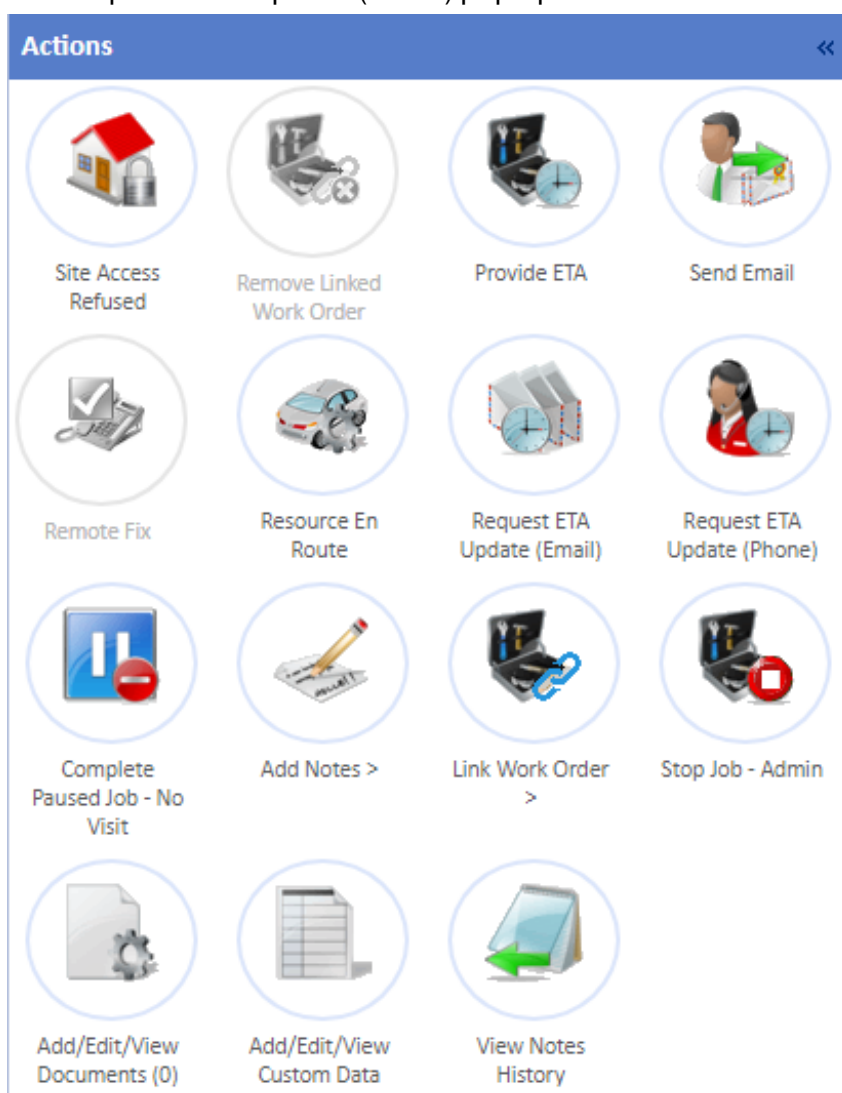 Actions «
Site Access
Refused
Remove Linked
Work Order
Provide ETA
Send Email
Remote Fix
Resource En
Route
Request ETA
Update (Email)
Request ETA
Update (Phone)
Complete
Paused Job - No
Visit
Add Notes >
Link Work Order
>
Stop Job - Admin
Add/Edit/View
Documents (0)
Add/Edit/View
Custom Data
View Notes
History